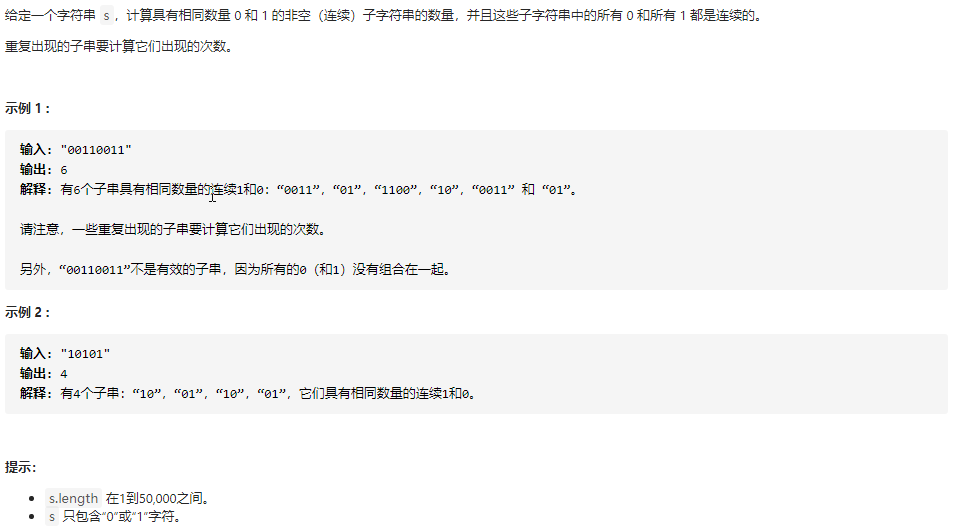 给定一个字符串 s，计算具有相同数量 0 和 1 的非空（连续）子字符串的数量，并且这些子字符串中的所有 0 和所有 1 都是连续的。
重复出现的子串要计算它们出现的次数。
示例 1 :
输入: "00110011"
输出: 6
解释: 有6个子串具有相同数量的连续1和0：“0011”，“01”，“1100”，“10”，“0011” 和 “01”。
请注意，一些重复出现的子串要计算它们出现的次数。
另外，“00110011”不是有效的子串，因为所有的0（和1）没有组合在一起。
示例 2 :
输入: "10101"
输出: 4
解释: 有4个子串：“10”，“01”，“10”，“01”，它们具有相同数量的连续1和0。
提示：
• s.length 在1到50,000之间。
• s 只包含“0”或“1”字符。